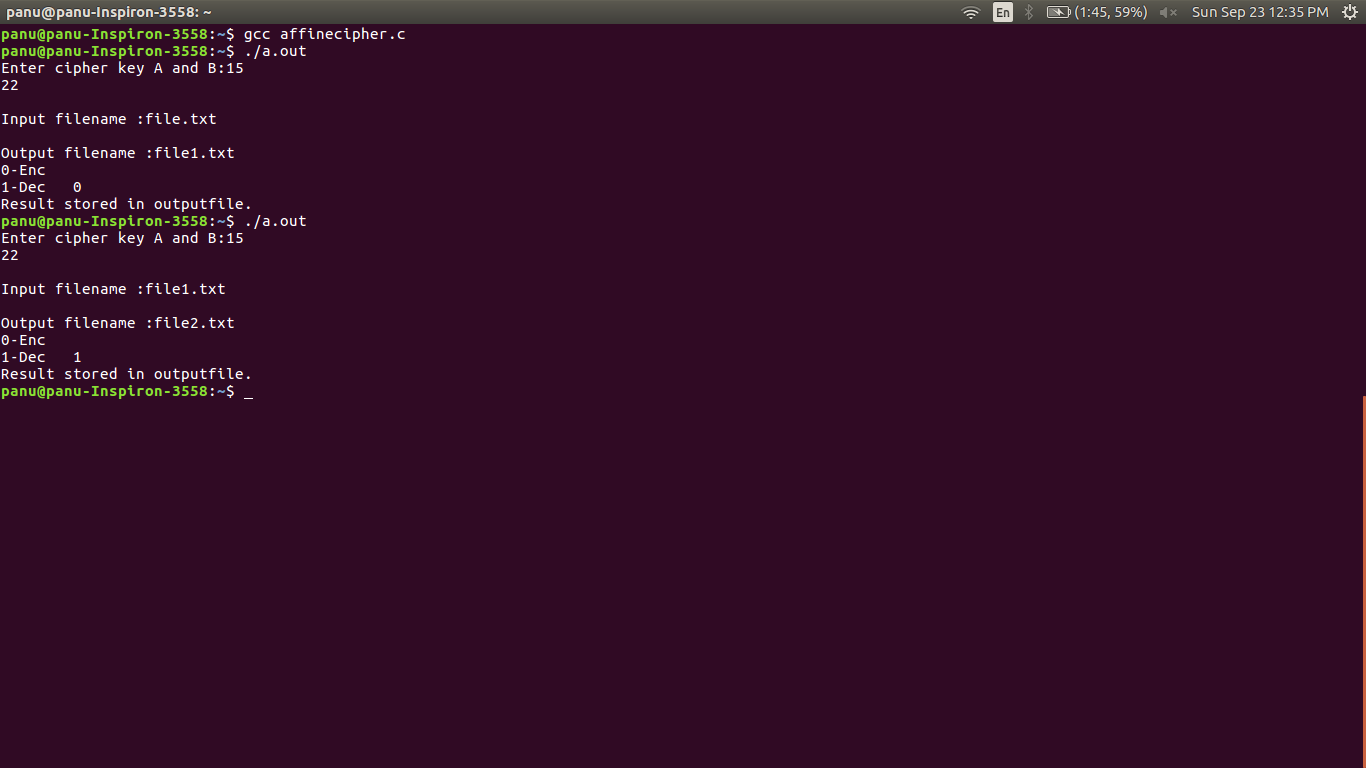 panu@panu-Inspiron-3558: ~
En (1:45, 59%) Sun Sep 23 12:35 PM
panu@panu-Inspiron-3558:~$ gcc affinecipher.c
panu@panu-Inspiron-3558:~$ ./a.out
Enter cipher key A and B:15
22
Input filename :file.txt
Output filename :file1.txt
0-Enc
1-Dec   0
Result stored in outputfile.
panu@panu-Inspiron-3558:~$ ./a.out
Enter cipher key A and B:15
22
Input filename :file1.txt
Output filename :file2.txt
0-Enc
1-Dec   1
Result stored in outputfile.
panu@panu-Inspiron-3558:~$ _